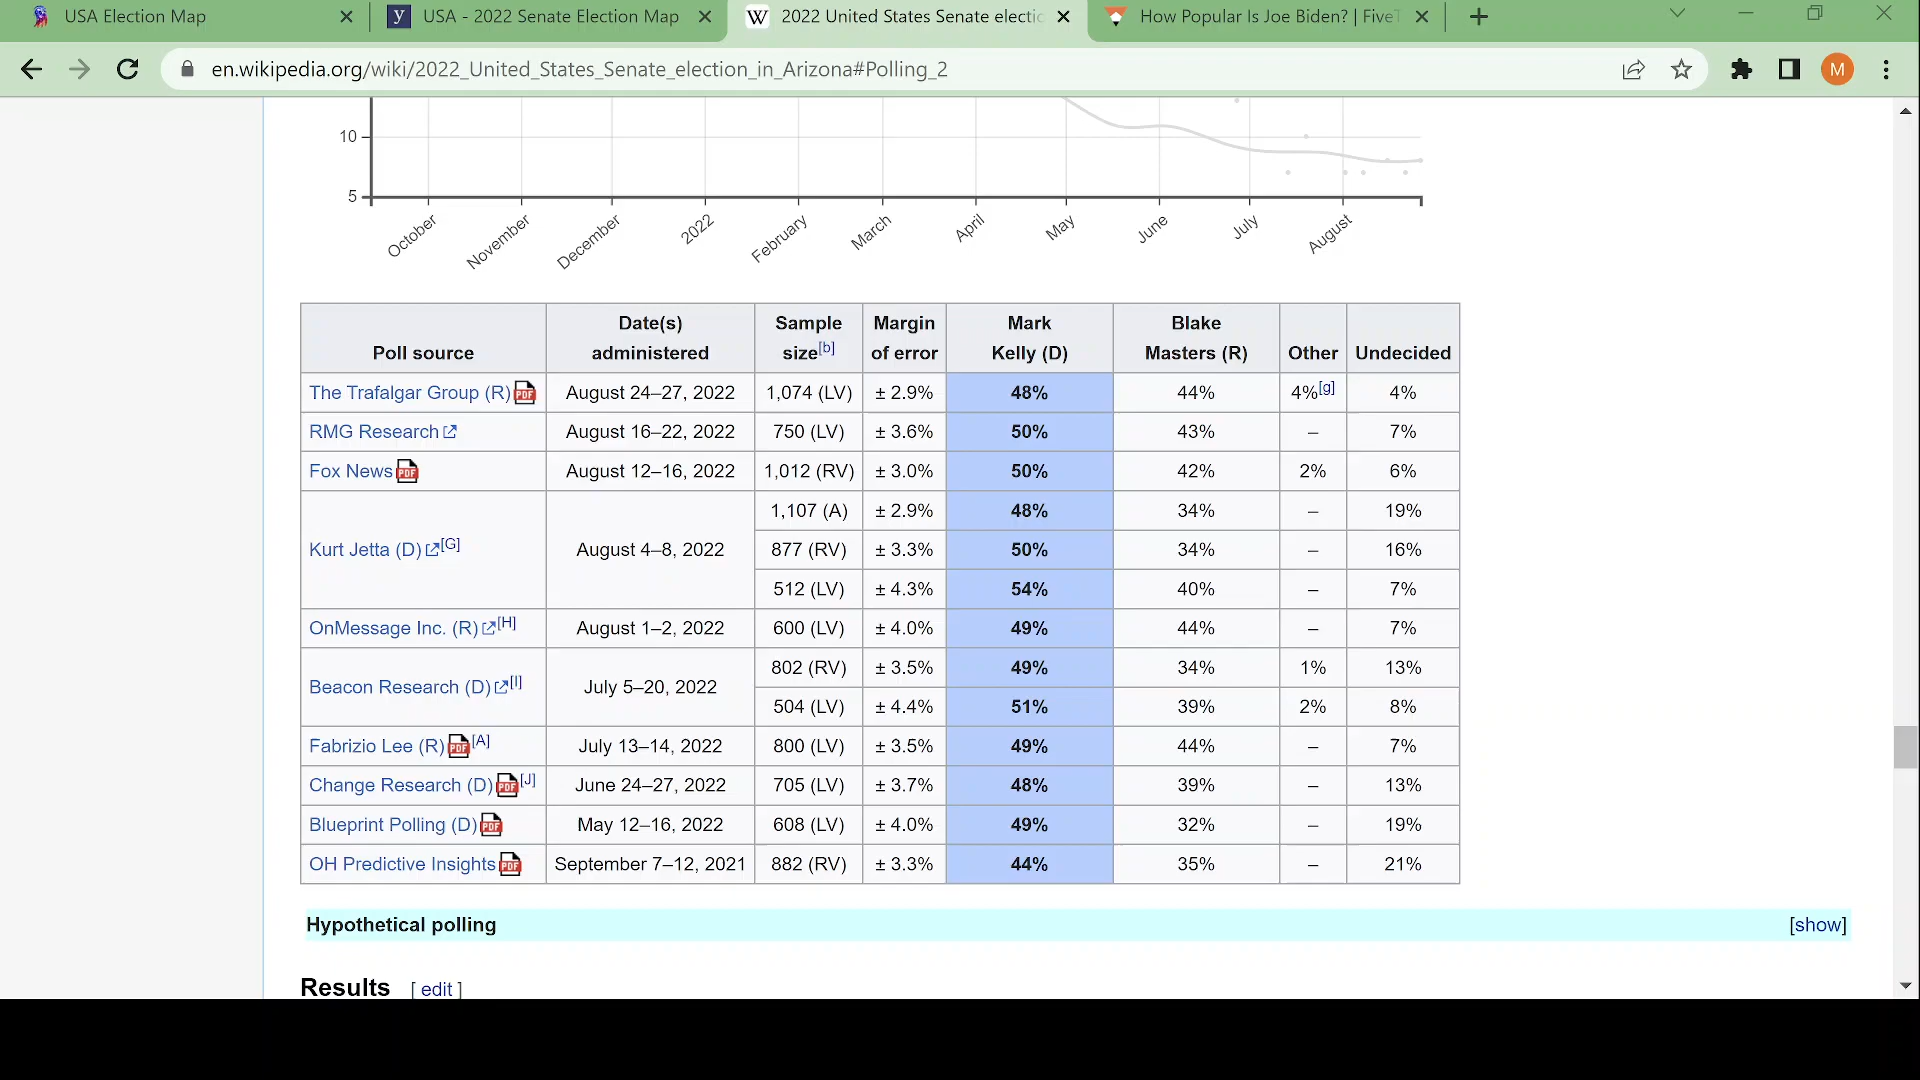 USA Election Map
USA - 2022 Senate Election Map
2022 United States Senate electi
How Popular Is Joe Biden? | FiveT
en.wikipedia.org/wiki/2022_United_States_Senate_election_in_Arizona#Polling_2
M
10
5
October November December 2022 February March April May June July August
Poll source Date(s) administered Sample size[b] Margin of error Mark Kelly (D) Blake Masters (R) Other Undecided
The Trafalgar Group (R) August 24–27, 2022 1,074 (LV) ± 2.9% 48% 44% 4%[g] 4%
RMG Research August 16–22, 2022 750 (LV) ± 3.6% 50% 43% – 7%
Fox News August 12–16, 2022 1,012 (RV) ± 3.0% 50% 42% 2% 6%
Kurt Jetta (D)[G] August 4–8, 2022 1,107 (A) ± 2.9% 48% 34% – 19%
877 (RV) ± 3.3% 50% 34% – 16%
512 (LV) ± 4.3% 54% 40% – 7%
OnMessage Inc. (R)[H] August 1–2, 2022 600 (LV) ± 4.0% 49% 44% – 7%
Beacon Research (D)[I] July 5–20, 2022 802 (RV) ± 3.5% 49% 34% 1% 13%
504 (LV) ± 4.4% 51% 39% 2% 8%
Fabrizio Lee (R)[A] July 13–14, 2022 800 (LV) ± 3.5% 49% 44% – 7%
Change Research (D)[J] June 24–27, 2022 705 (LV) ± 3.7% 48% 39% – 13%
Blueprint Polling (D) May 12–16, 2022 608 (LV) ± 4.0% 49% 32% – 19%
OH Predictive Insights September 7–12, 2021 882 (RV) ± 3.3% 44% 35% – 21%
Hypothetical polling [show]
Results [ edit ]